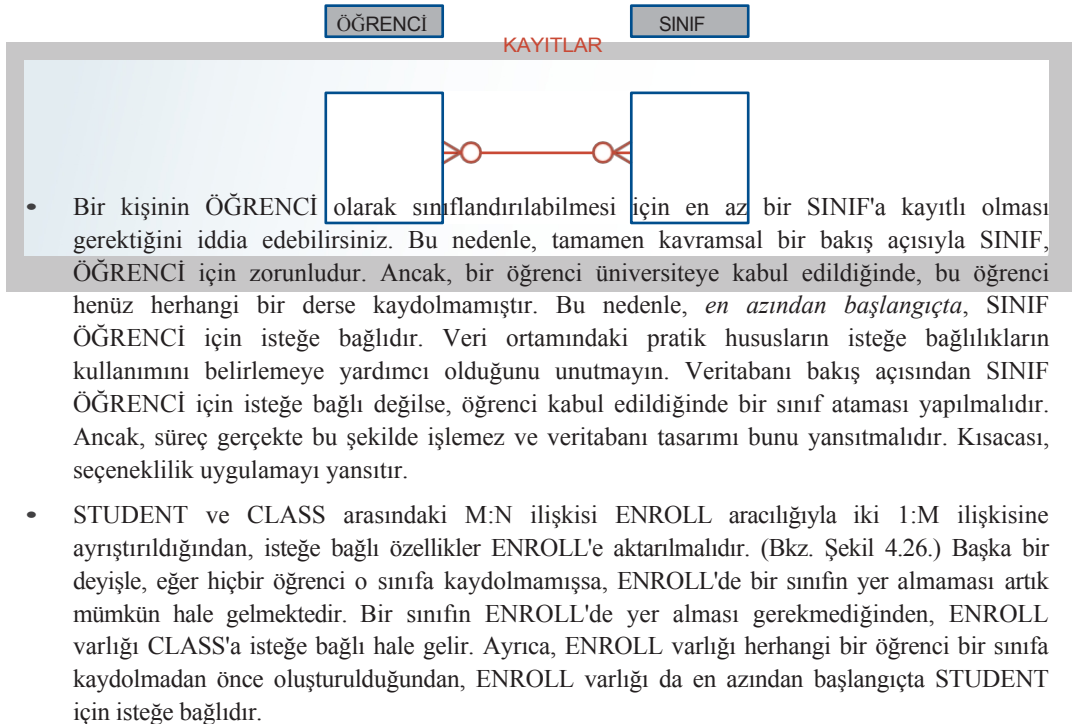 ÖĞRENCİ
SINIF
KAYITLAR
• Bir kişinin ÖĞRENCİ olarak sınıflandırılabilmesi için en az bir SINIF'a kayıtlı olması
gerektiğini iddia edebilirsiniz. Bu nedenle, tamamen kavramsal bir bakış açısıyla SINIF,
ÖĞRENCİ için zorunludur. Ancak, bir öğrenci üniversiteye kabul edildiğinde, bu öğrenci
henüz herhangi bir derse kaydolmamıştır. Bu nedenle, en azından başlangıçta, SINIF
ÖĞRENCİ için isteğe bağlıdır. Veri ortamındaki pratik hususların isteğe bağlılıkların
kullanımını belirlemeye yardımcı olduğunu unutmayın. Veritabanı bakış açısından SINIF
ÖĞRENCİ için isteğe bağlı değilse, öğrenci kabul edildiğinde bir sınıf ataması yapılmalıdır.
Ancak, süreç gerçekte bu şekilde işlemez ve veritabanı tasarımı bunu yansıtmalıdır. Kısacası,
seçeneklilik uygulamayı yansıtır.
• STUDENT ve CLASS arasındaki M:N ilişkisi ENROLL aracılığıyla iki 1:M ilişkisine
ayrıştırıldığından, isteğe bağlı özellikler ENROLL'e aktarılmalıdır. (Bkz. Şekil 4.26.) Başka bir
deyişle, eğer hiçbir öğrenci o sınıfa kaydolmamışsa, ENROLL'de bir sınıfın yer almaması artık
mümkün hale gelmektedir. Bir sınıfın ENROLL'de yer alması gerekmediğinden, ENROLL
varlığı CLASS'a isteğe bağlı hale gelir. Ayrıca, ENROLL varlığı herhangi bir öğrenci bir sınıfa
kaydolmadan önce oluşturulduğundan, ENROLL varlığı da en azından başlangıçta STUDENT
için isteğe bağlıdır.